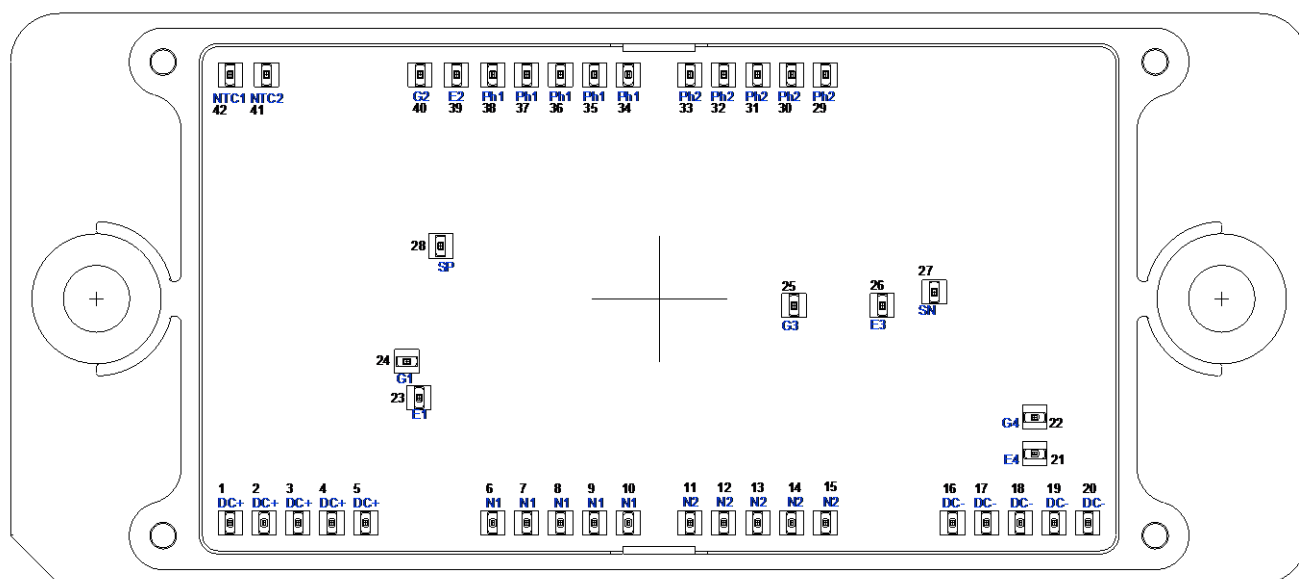 NTC1 NTC2 G2 E2 Ph1 Ph1 Ph1 Ph1 Ph1 Ph2 Ph2 Ph2 Ph2 Ph2
42 41 40 39 38 37 36 35 34 33 32 31 30 29
28
SP
27
SN
25
G3
26
E3
24
G1
23
E1
G4 22
E4 21
1 2 3 4 5 6 7 8 9 10 11 12 13 14 15 16 17 18 19 20
DC+ DC+ DC+ DC+ DC+ N1 N1 N1 N1 N1 N2 N2 N2 N2 N2 DC- DC- DC- DC- DC-